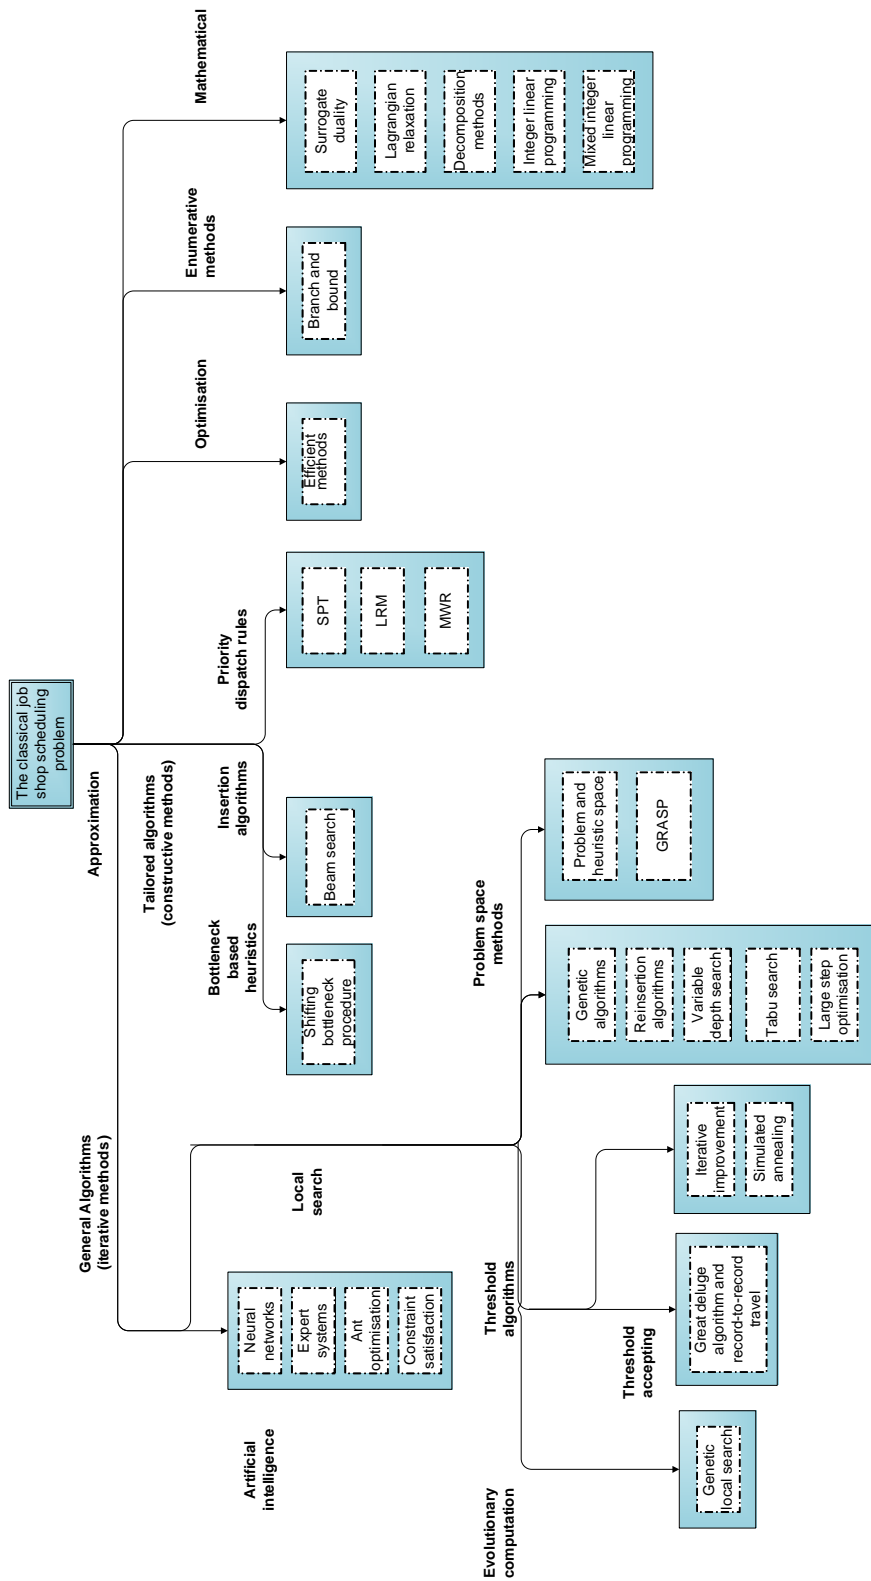 The classical job
shop scheduling
problem
Approximation
Optimisation
Enumerative
methods
Mathematical
General Algorithms
(iterative methods)
Tailored algorithms
(constructive methods)
Artificial
intelligence
Neural
networks
Expert
systems
Ant
optimisation
Constraint
satisfaction
Local
search
Bottleneck
based
heuristics
Shifting
bottleneck
procedure
Insertion
algorithms
Beam search
Priority
dispatch rules
SPT
LRM
MWR
Efficient
methods
Branch and
bound
Surrogate
duality
Lagrangian
relaxation
Decomposition
methods
Integer linear
programming
Mixed integer
linear
programming
Evolutionary
computation
Genetic
local search
Threshold
algorithms
Threshold
accepting
Great deluge
algorithm and
record-to-record
travel
Iterative
improvement
Simulated
annealing
Genetic
algorithms
Reinsertion
algorithms
Variable
depth search
Tabu search
Large step
optimisation
Problem space
methods
Problem and
heuristic space
GRASP